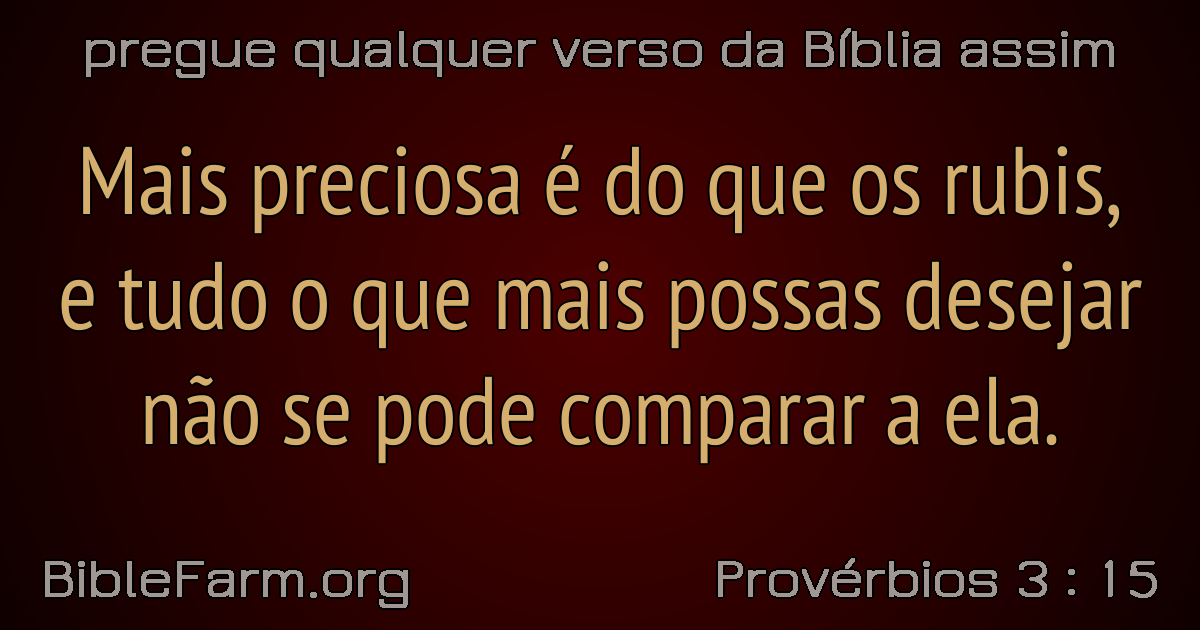 pregue qualquer verso da Bíblia assim
Mais preciosa é do que os rubis,
e tudo o que mais possas desejar
não se pode comparar a ela.
BibleFarm.org
Provérbios 3 : 15